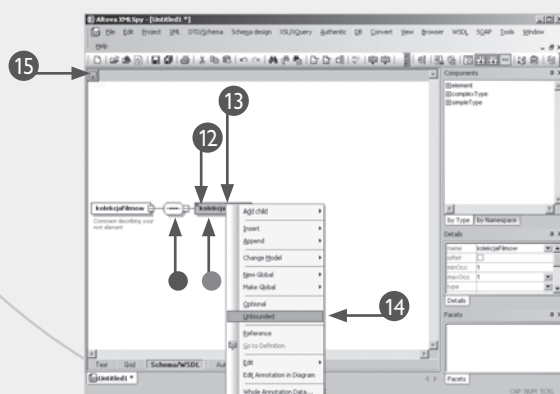 Altova XMLSpy - [Untitled1 *]
File Edit Project XML DTD/Schema Schema design XSL/XQuery Authentic DB Convert View Browser WSDL SOAP Tools Window
Help
15
Components
element
complexType
simpleType
13
12
kolekcjaFilmow
kolekcja
Comment describing your root element
Add child
Insert
Append
Change Model
New Global
Make Global
Optional
Unbounded
14
Reference
Go to Definition
Edit
Edit Annotation in Diagram
Whole Annotation Data...
by Type by Namespace
Details
name kolekcjaFilmow
isRef
minOcc 1
maxOcc 1
type
Details
Facets
Facets
Text Grid Schema/WSDL
Untitled1 *
CAP NUM SCRL